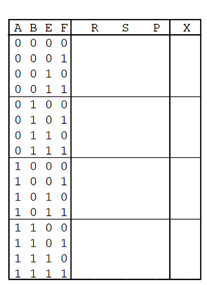 A B E F R S P X
0 0 0 0
0 0 0 1
0 0 1 0
0 0 1 1
0 1 0 0
0 1 0 1
0 1 1 0
0 1 1 1
1 0 0 0
1 0 0 1
1 0 1 0
1 0 1 1
1 1 0 0
1 1 0 1
1 1 1 0
1 1 1 1